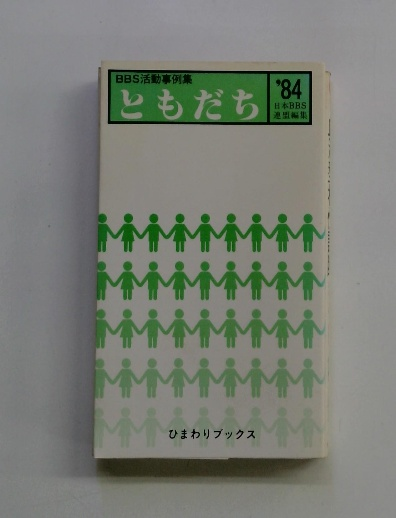 BBS活動事例集
ともだち
'84
日本BBS
連盟編集
ひまわりブックス